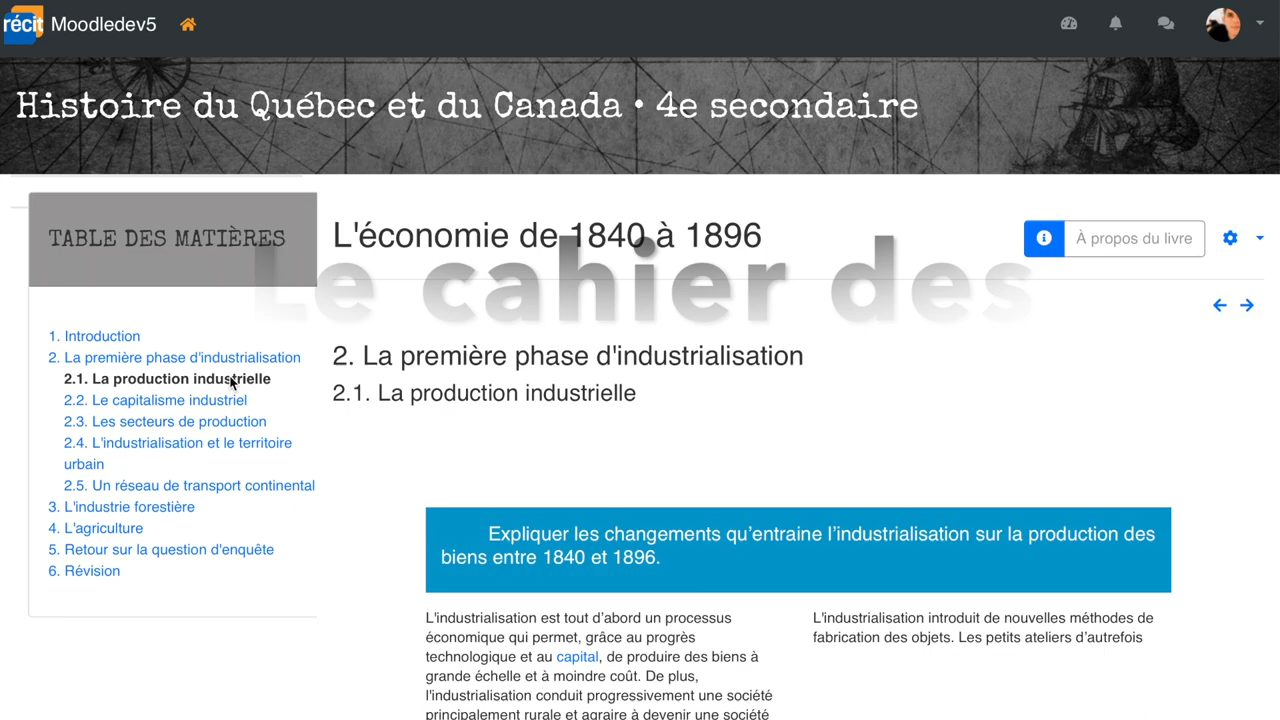 récit Moodledev5
Histoire du Québec et du Canada • 4e secondaire
TABLE DES MATIÈRES
L'économie de 1840 à 1896
À propos du livre
Le cahier des
1. Introduction
2. La première phase d'industrialisation
2.1. La production industrielle
2.2. Le capitalisme industriel
2.3. Les secteurs de production
2.4. L'industrialisation et le territoire
urbain
2.5. Un réseau de transport continental
3. L'industrie forestière
4. L'agriculture
5. Retour sur la question d'enquête
6. Révision
2. La première phase d'industrialisation
2.1. La production industrielle
Expliquer les changements qu’entraine l’industrialisation sur la production des
biens entre 1840 et 1896.
L'industrialisation est tout d’abord un processus
économique qui permet, grâce au progrès
technologique et au capital, de produire des biens à
grande échelle et à moindre coût. De plus,
l'industrialisation conduit progressivement une société
principalement rurale et agraire à devenir une société
L'industrialisation introduit de nouvelles méthodes de
fabrication des objets. Les petits ateliers d’autrefois